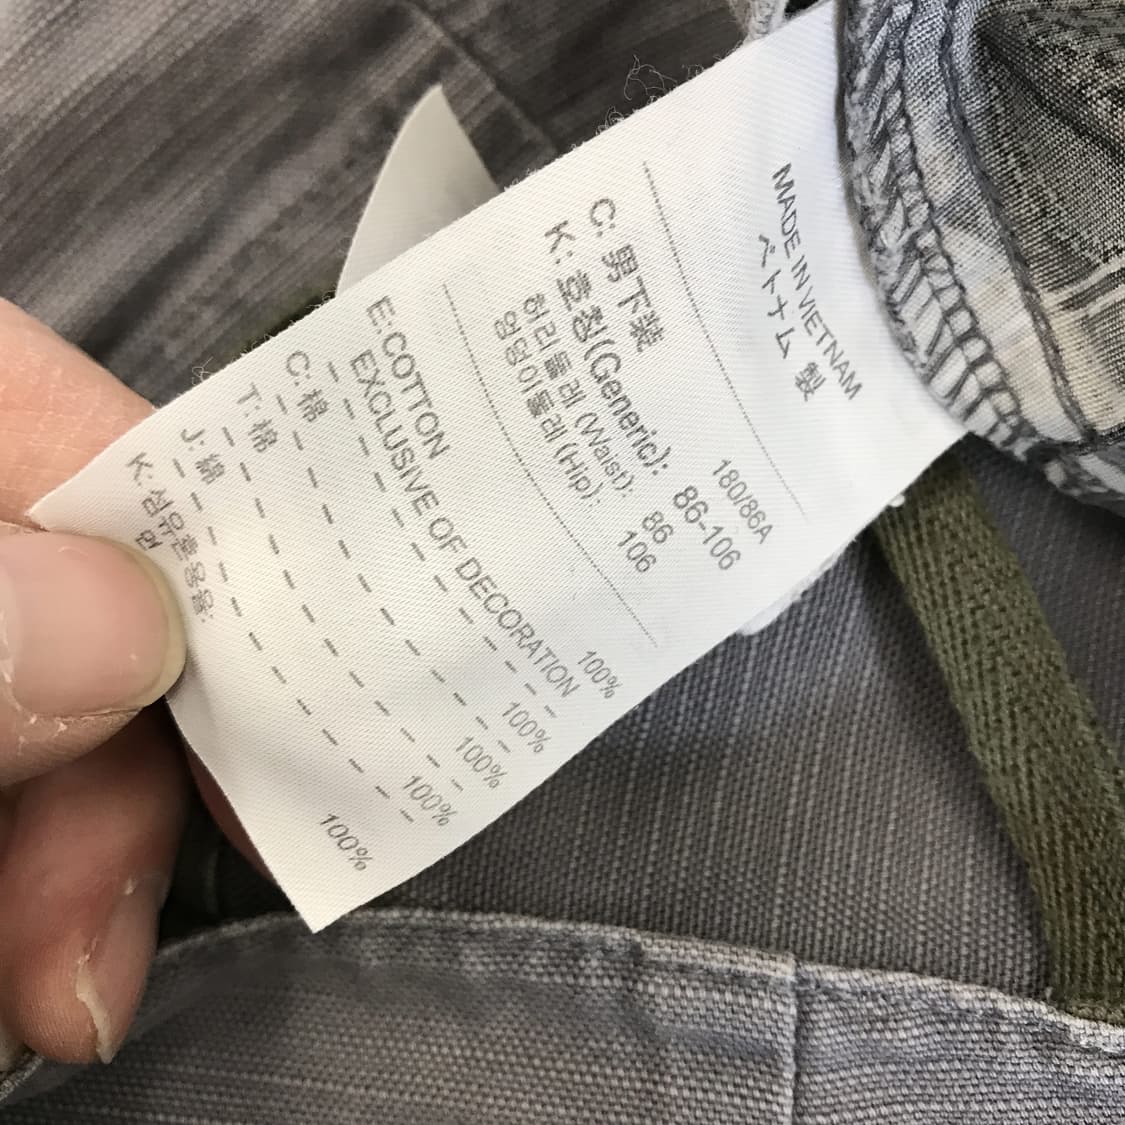 MADE IN VIETNAM
ベトナム 製
C: 男下装 180/86A
K: 호칭(Generic): 86-106
허리둘레 (Waist): 86
엉덩이둘레 (Hip): 106
E:COTTON 100%
EXCLUSIVE OF DECORATION
C: 棉 100%
T: 棉 100%
J: 綿 100%
K: 섬유혼용율:
면 100%